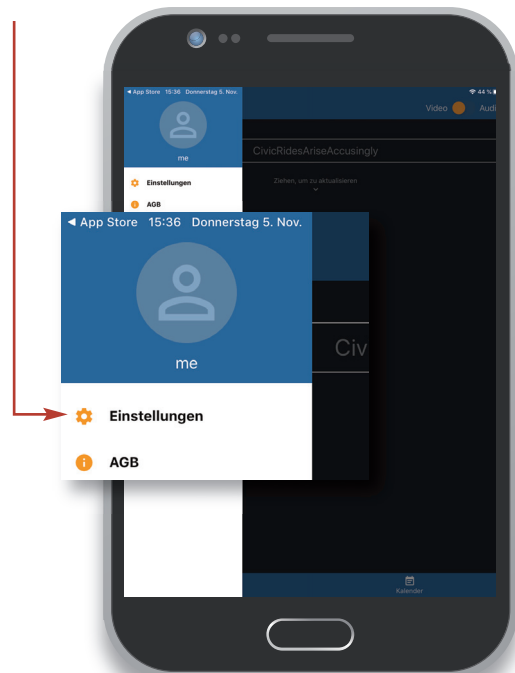 ◄ App Store 15:36 Donnerstag 5. Nov.
44 %
Video Audi
me
CivicRidesAriseAccusingly
Ziehen, um zu aktualisieren
Einstellungen
AGB
◄ App Store 15:36 Donnerstag 5. Nov.
Civ
me
Einstellungen
AGB
Kalender